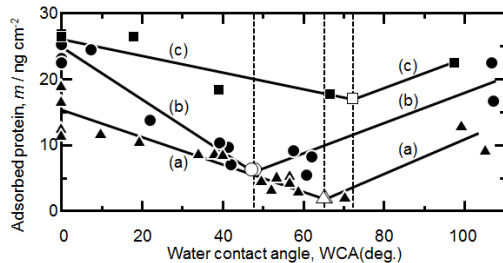 30
20
10
0
0
20
40
60
80
100
Adsorbed protein, m / ng cm-2
Water contact angle, WCA(deg.)
(c)
(b)
(a)
(c)
(b)
(a)